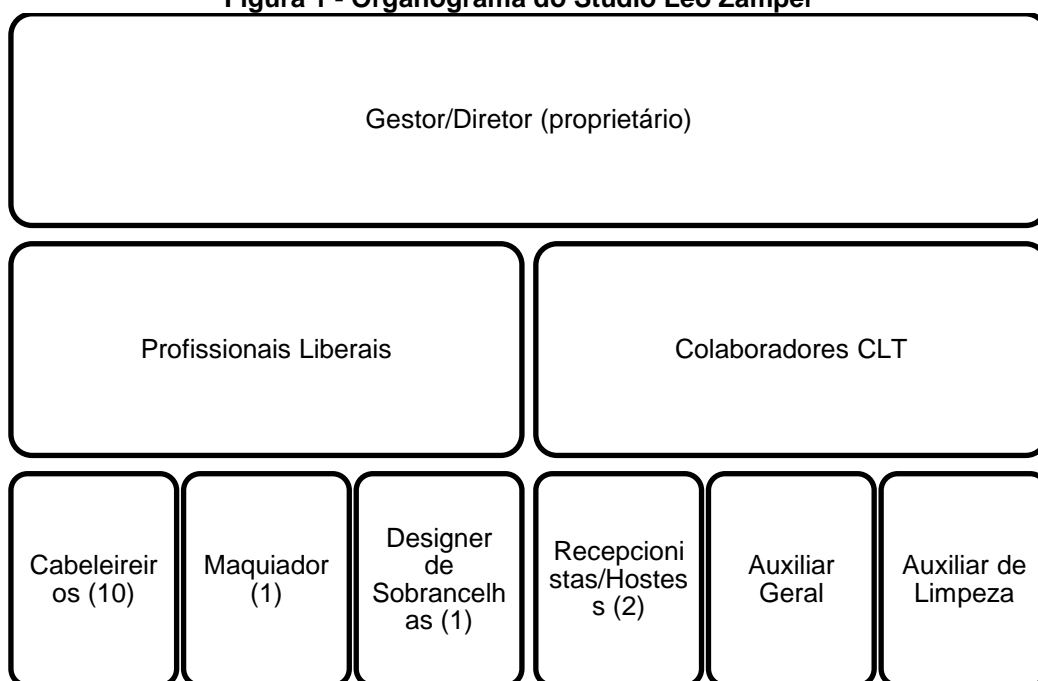 Figura 1 - Organograma do Studio Leo Zamper
Gestor/Diretor (proprietário)
Profissionais Liberais
Colaboradores CLT
Cabeleireir
os (10)
Maquiador
(1)
Designer
de
Sobrancelh
as (1)
Recepcioni
stas/Hostes
s (2)
Auxiliar
Geral
Auxiliar de
Limpeza